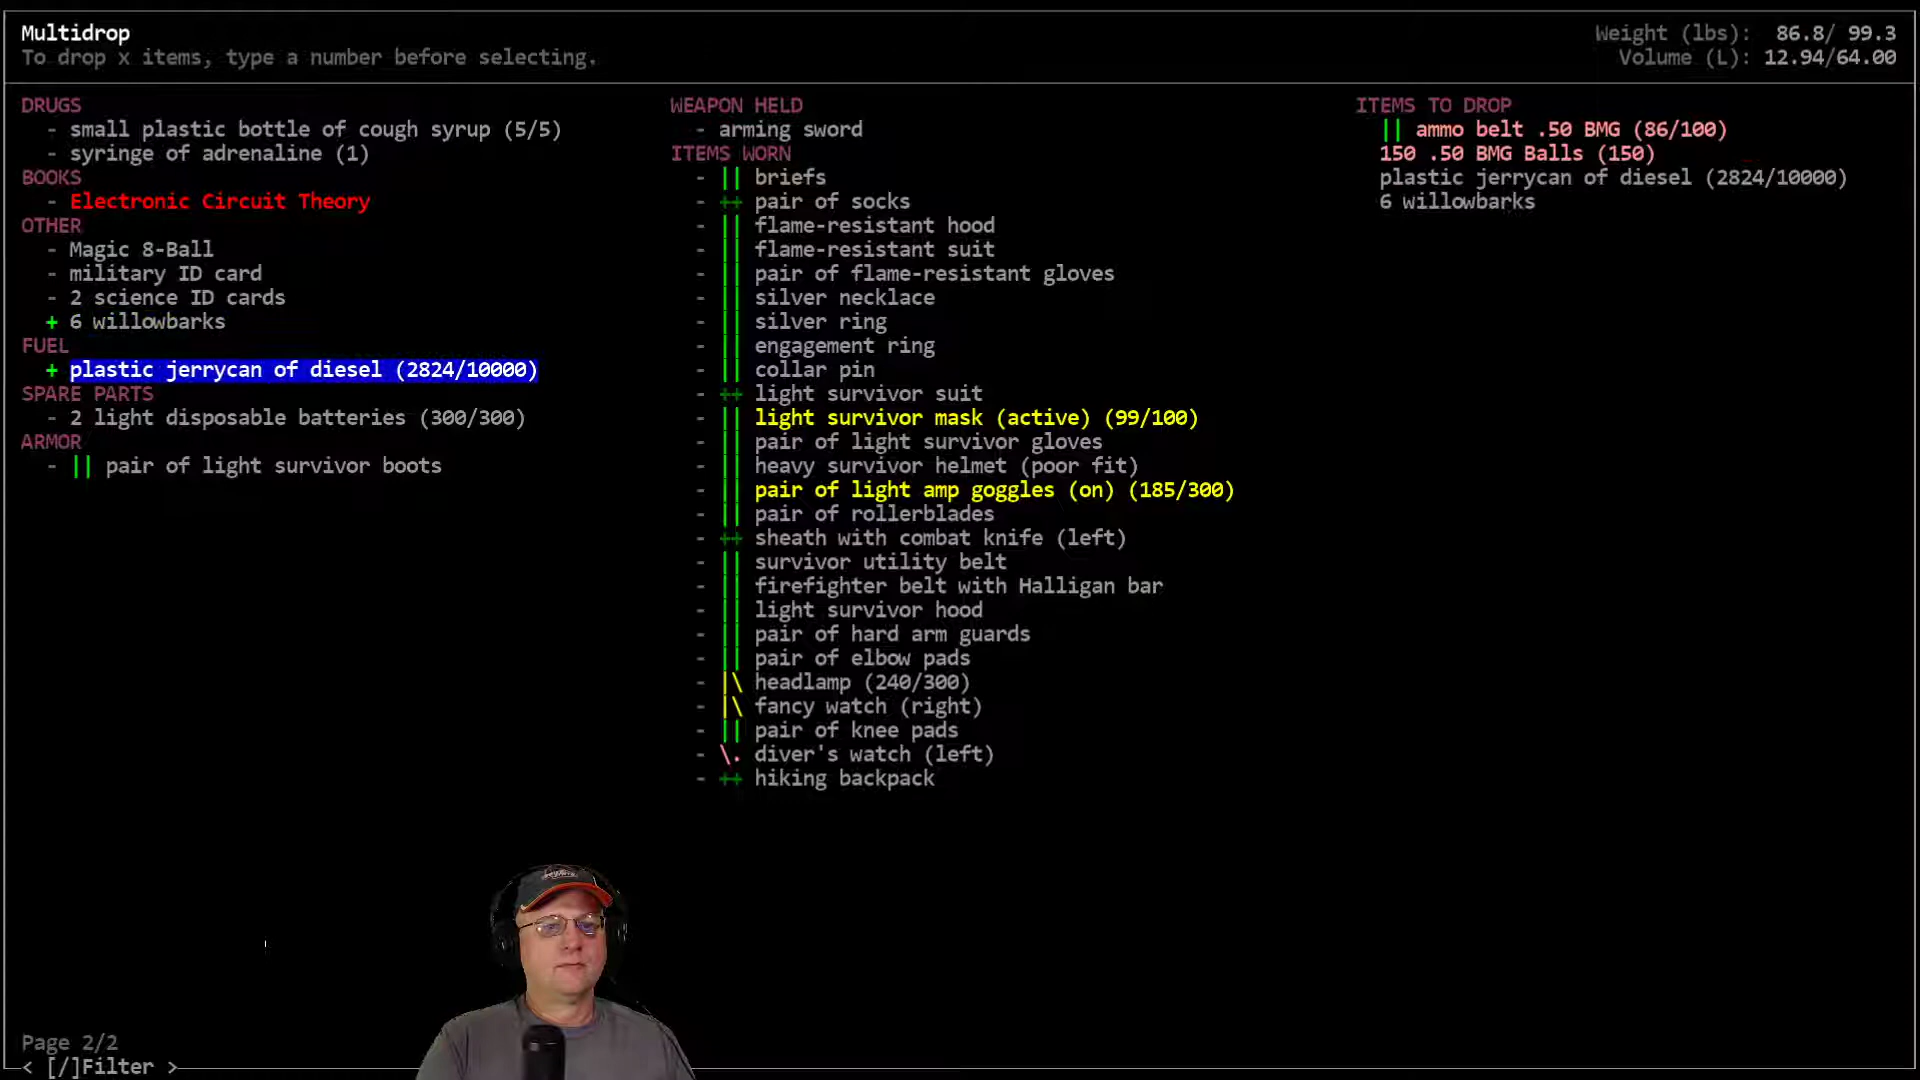 Multidrop
To drop x items, type a number before selecting.
Weight (lbs): 86.8/ 99.3
Volume (L): 12.94/64.00
DRUGS
- small plastic bottle of cough syrup (5/5)
- syringe of adrenaline (1)
BOOKS
- Electronic Circuit Theory
OTHER
- Magic 8-Ball
- military ID card
- 2 science ID cards
+ 6 willowbarks
FUEL
+ plastic jerrycan of diesel (2824/10000)
SPARE PARTS
- 2 light disposable batteries (300/300)
ARMOR
- || pair of light survivor boots
WEAPON HELD
- arming sword
ITEMS WORN
- || briefs
- ++ pair of socks
- || flame-resistant hood
- || flame-resistant suit
- || pair of flame-resistant gloves
- || silver necklace
- || silver ring
- || engagement ring
- || collar pin
- ++ light survivor suit
- || light survivor mask (active) (99/100)
- || pair of light survivor gloves
- || heavy survivor helmet (poor fit)
- || pair of light amp goggles (on) (185/300)
- || pair of rollerblades
- ++ sheath with combat knife (left)
- || survivor utility belt
- || firefighter belt with Halligan bar
- || light survivor hood
- || pair of hard arm guards
- || pair of elbow pads
- |\ headlamp (240/300)
- |\ fancy watch (right)
- || pair of knee pads
- \. diver's watch (left)
- ++ hiking backpack
ITEMS TO DROP
|| ammo belt .50 BMG (86/100)
150 .50 BMG Balls (150)
plastic jerrycan of diesel (2824/10000)
6 willowbarks
Page 2/2
< [/]Filter >